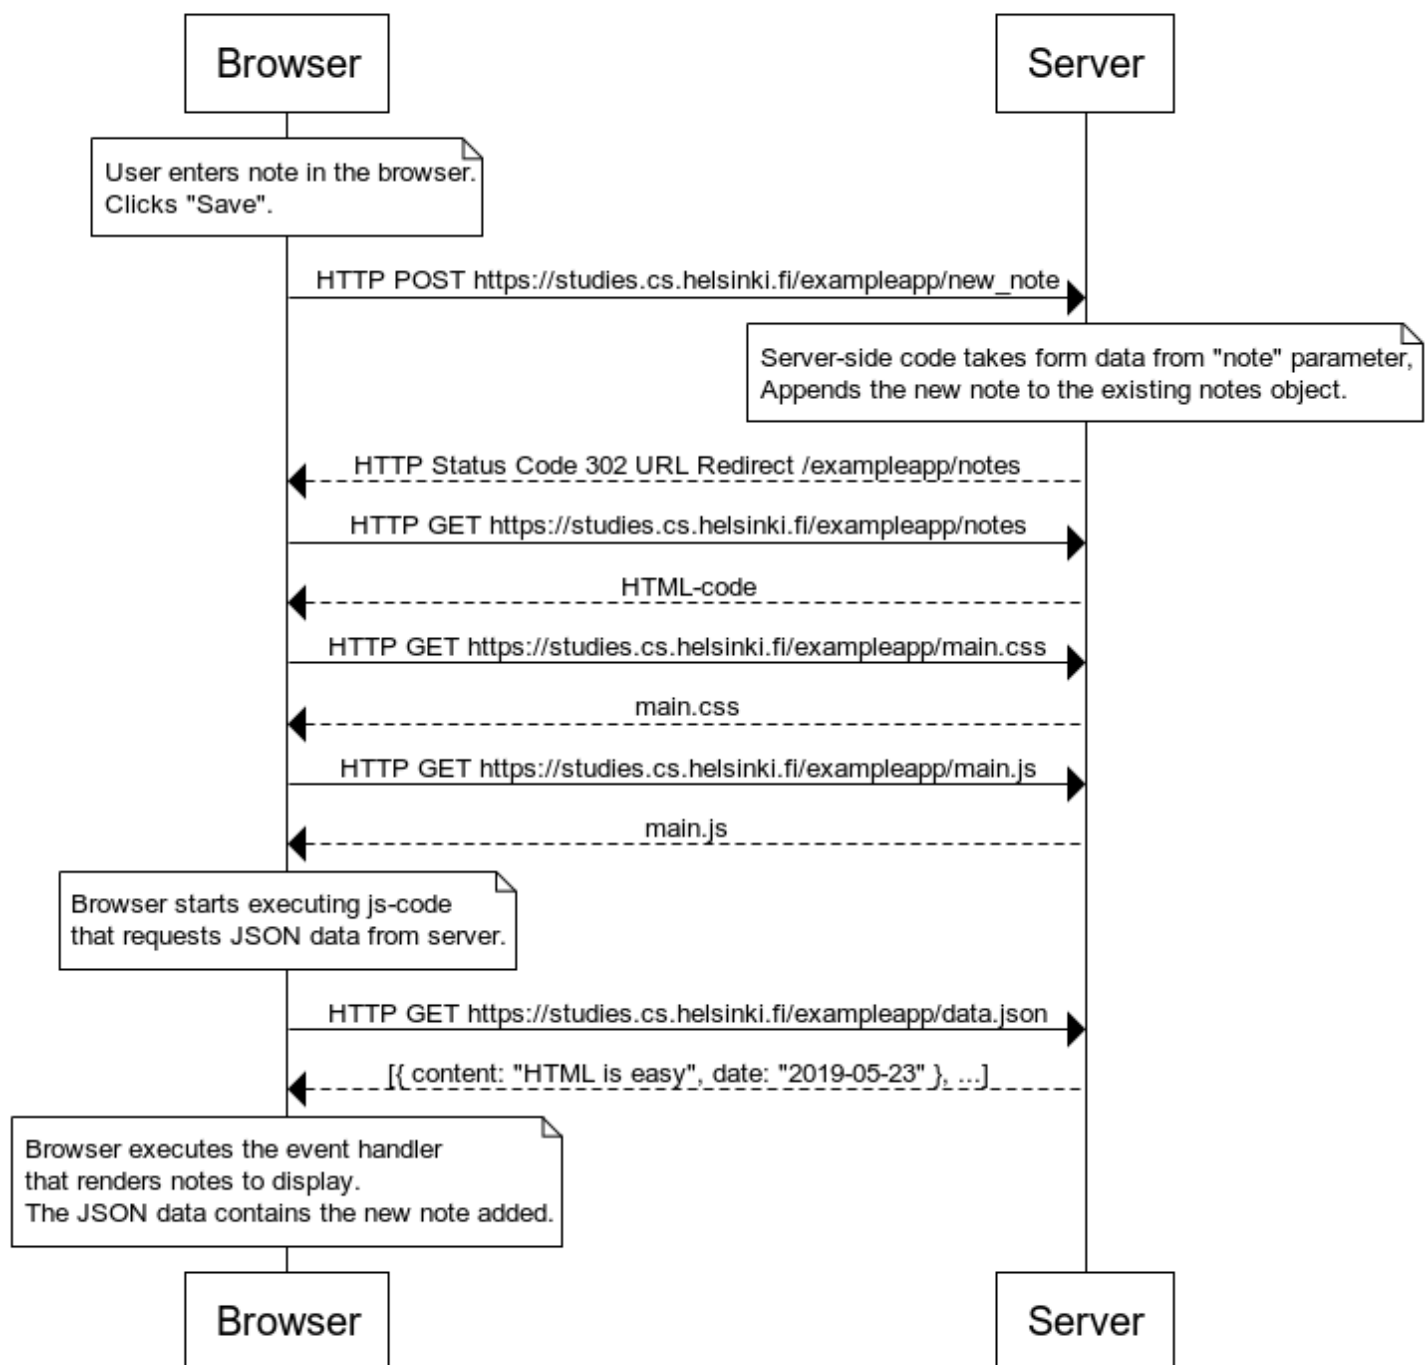 Browser
Server
User enters note in the browser.
Clicks "Save".
HTTP POST https://studies.cs.helsinki.fi/exampleapp/new_note
Server-side code takes form data from "note" parameter,
Appends the new note to the existing notes object.
HTTP Status Code 302 URL Redirect /exampleapp/notes
HTTP GET https://studies.cs.helsinki.fi/exampleapp/notes
HTML-code
HTTP GET https://studies.cs.helsinki.fi/exampleapp/main.css
main.css
HTTP GET https://studies.cs.helsinki.fi/exampleapp/main.js
main.js
Browser starts executing js-code
that requests JSON data from server.
HTTP GET https://studies.cs.helsinki.fi/exampleapp/data.json
[{ content: "HTML is easy", date: "2019-05-23" }, ...]
Browser executes the event handler
that renders notes to display.
The JSON data contains the new note added.
Browser
Server